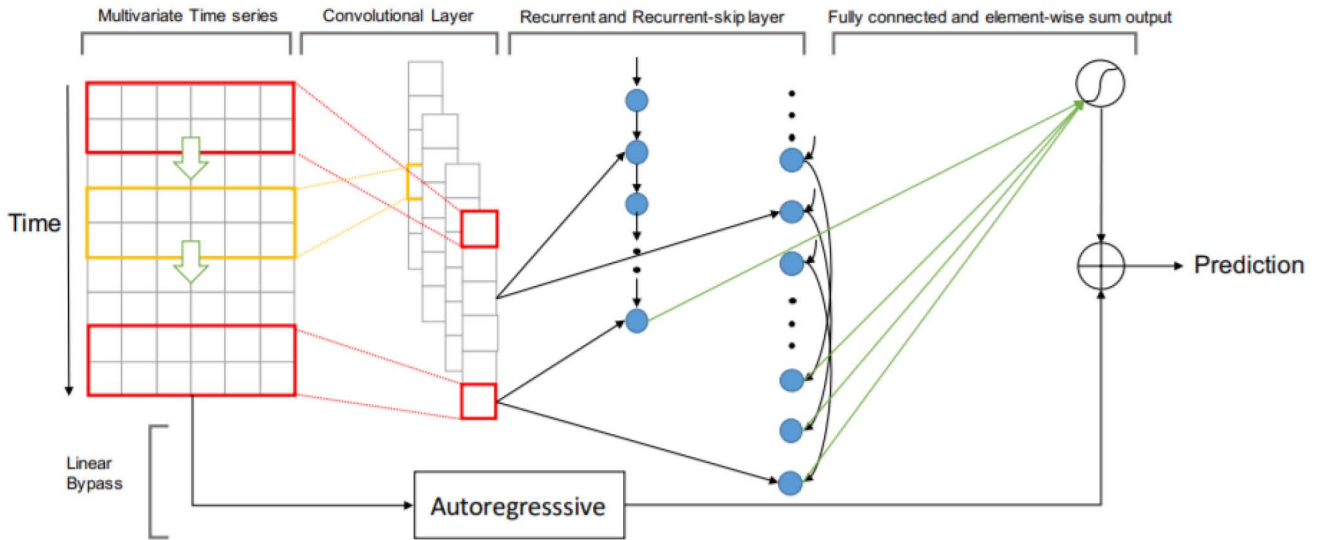 Multivariate Time series
Convolutional Layer
Recurrent and Recurrent-skip layer
Fully connected and element-wise sum output
Time
Prediction
Linear
Bypass
Autoregresssive